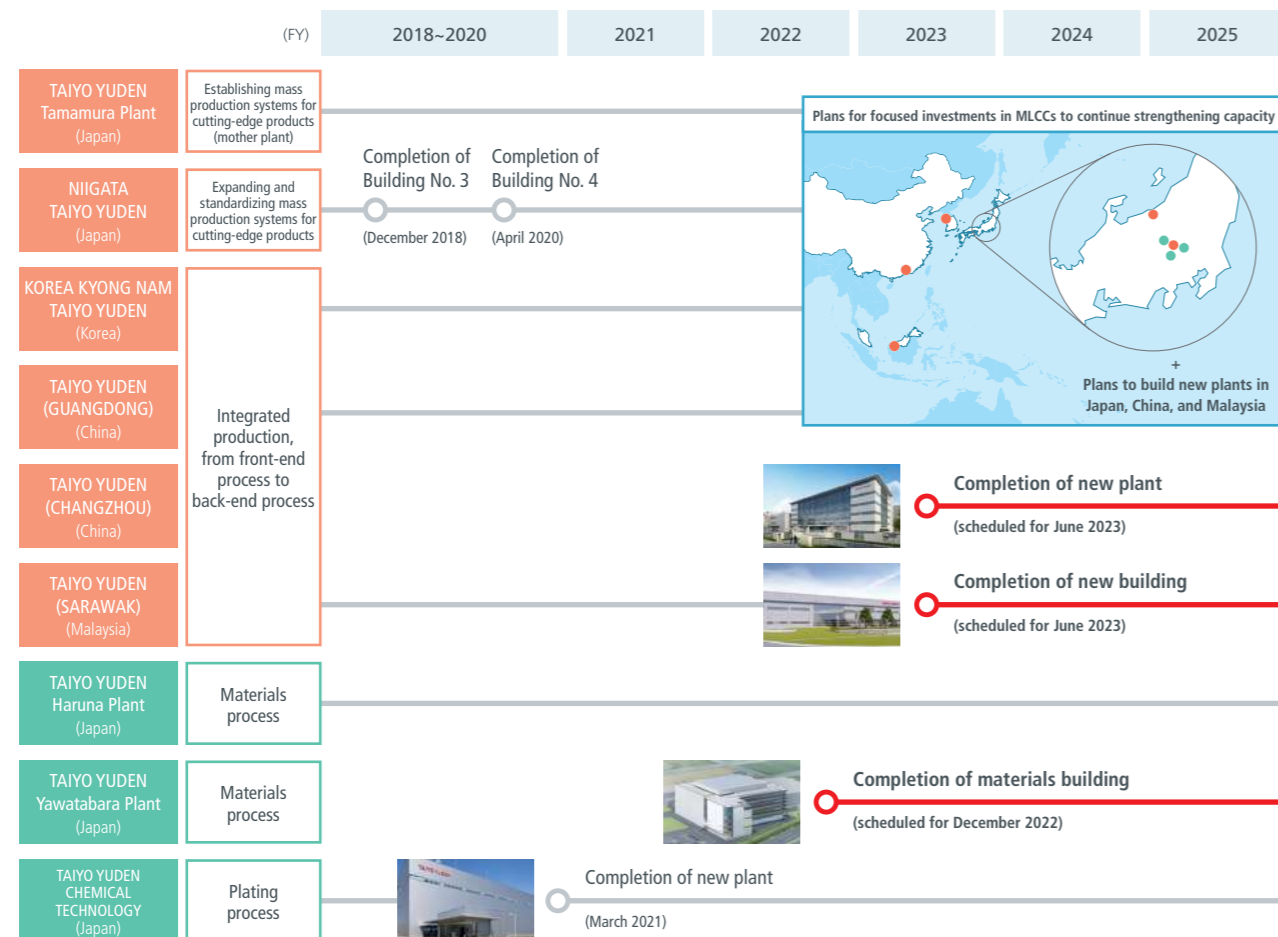 (FY)
2018~2020
2021
2022
2023
2024
2025
TAIYO YUDEN
Tamamura Plant
(Japan)
Establishing mass
production systems for
cutting-edge products
(mother plant)
Plans for focused investments in MLCCs to continue strengthening capacity
+
Plans to build new plants in
Japan, China, and Malaysia
NIIGATA
TAIYO YUDEN
(Japan)
Expanding and
standardizing mass
production systems for
cutting-edge products
Completion of
Building No. 3
(December 2018)
Completion of
Building No. 4
(April 2020)
KOREA KYONG NAM
TAIYO YUDEN
(Korea)
Integrated
production,
from front-end
process to
back-end process
TAIYO YUDEN
(GUANGDONG)
(China)
TAIYO YUDEN
(CHANGZHOU)
(China)
Completion of new plant
(scheduled for June 2023)
TAIYO YUDEN
(SARAWAK)
(Malaysia)
Completion of new building
(scheduled for June 2023)
TAIYO YUDEN
Haruna Plant
(Japan)
Materials
process
TAIYO YUDEN
Yawatabara Plant
(Japan)
Materials
process
Completion of materials building
(scheduled for December 2022)
TAIYO YUDEN
CHEMICAL
TECHNOLOGY
(Japan)
Plating
process
Completion of new plant
(March 2021)